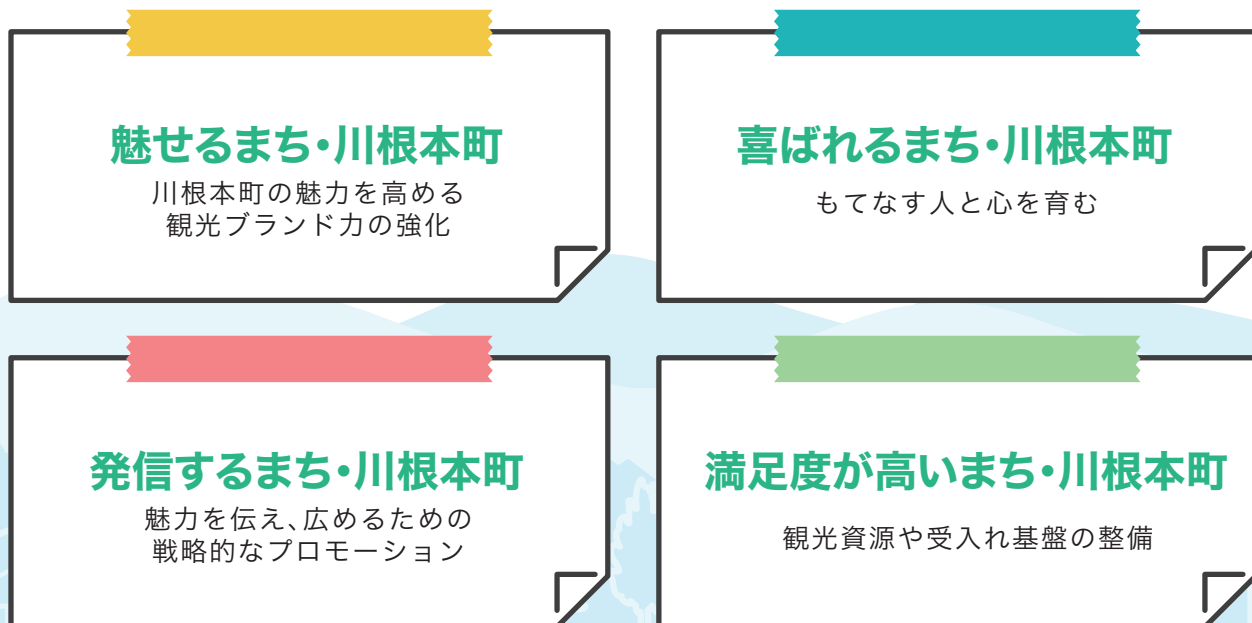 魅せるまち・川根本町
川根本町の魅力を高める
観光ブランド力の強化
喜ばれるまち・川根本町
もてなす人と心を育む
発信するまち・川根本町
魅力を伝え、広めるための
戦略的なプロモーション
満足度が高いまち・川根本町
観光資源や受入れ基盤の整備